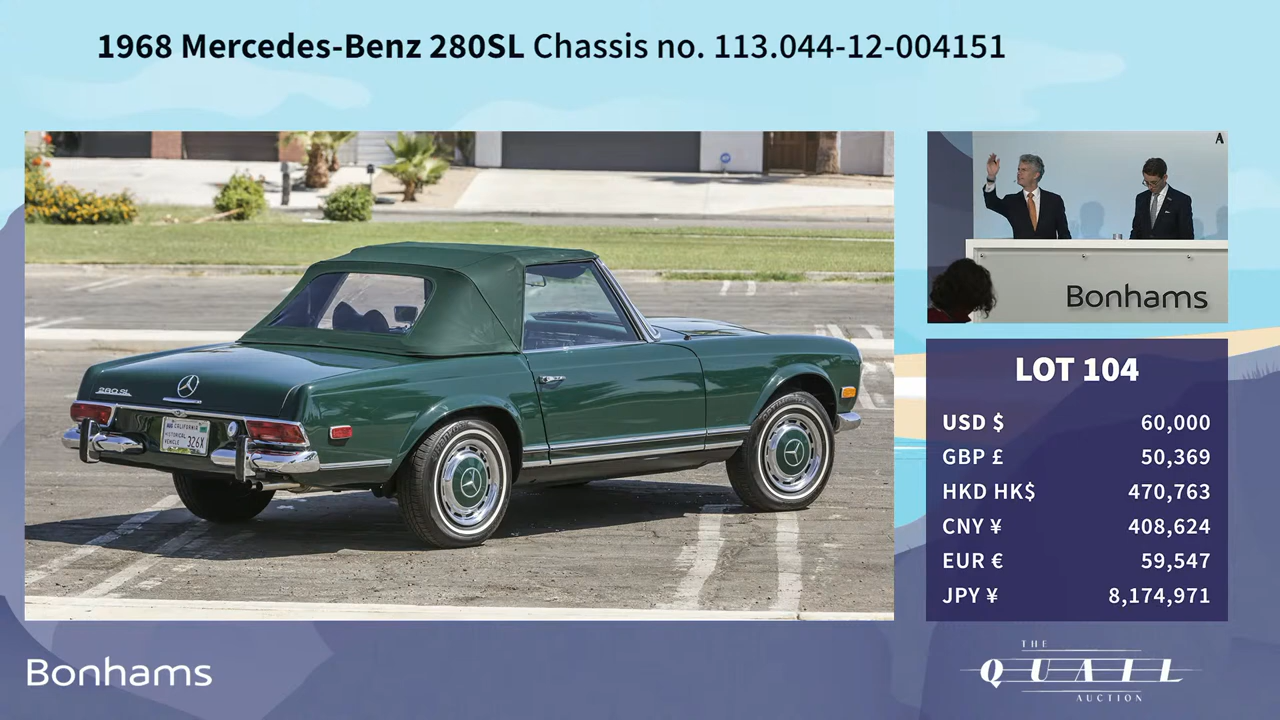 1968 Mercedes-Benz 280SL Chassis no. 113.044-12-004151
A
280 SL
CALIFORNIA
HISTORICAL
VEHICLE
326X
Bonhams
LOT 104
USD $ 60,000
GBP £ 50,369
HKD HK$ 470,763
CNY ¥ 408,624
EUR € 59,547
JPY ¥ 8,174,971
Bonhams
THE
QUAIL
AUCTION